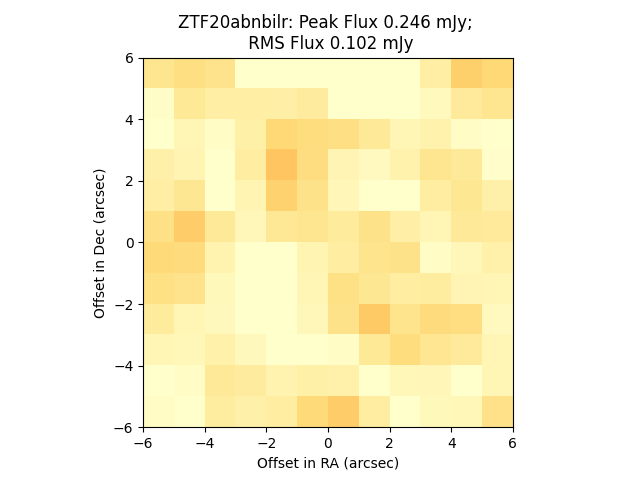 ZTF20abnbilr: Peak Flux 0.246 mJy;
RMS Flux 0.102 mJy
6
4
2
0
−2
−4
−6
Offset in Dec (arcsec)
−6 −4 −2 0 2 4 6
Offset in RA (arcsec)